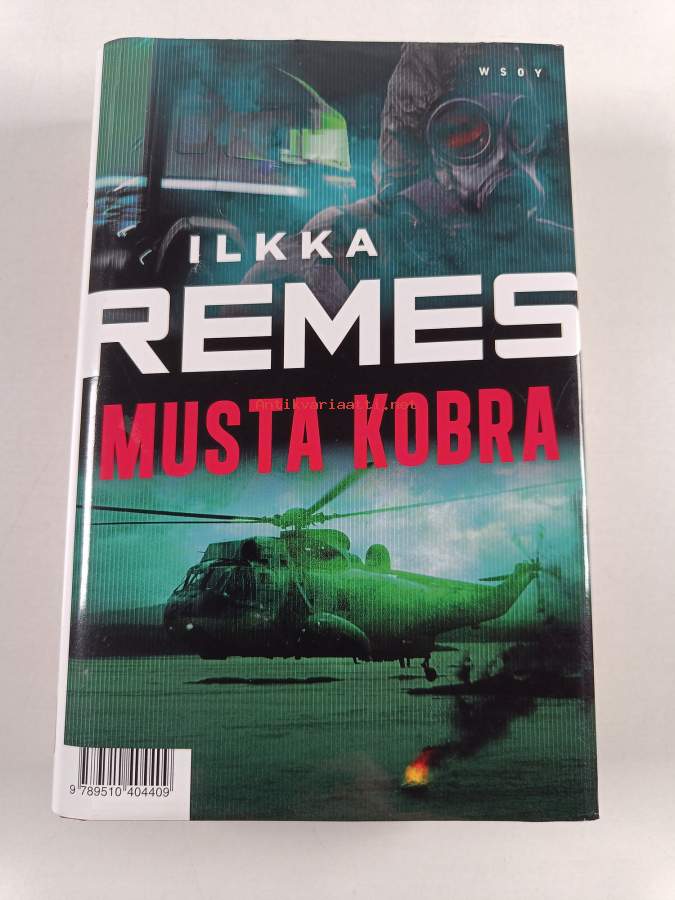 WSOY
ILKKA
REMES
Antikvariaatti.net
MUSTA KOBRA
9 789510 404409